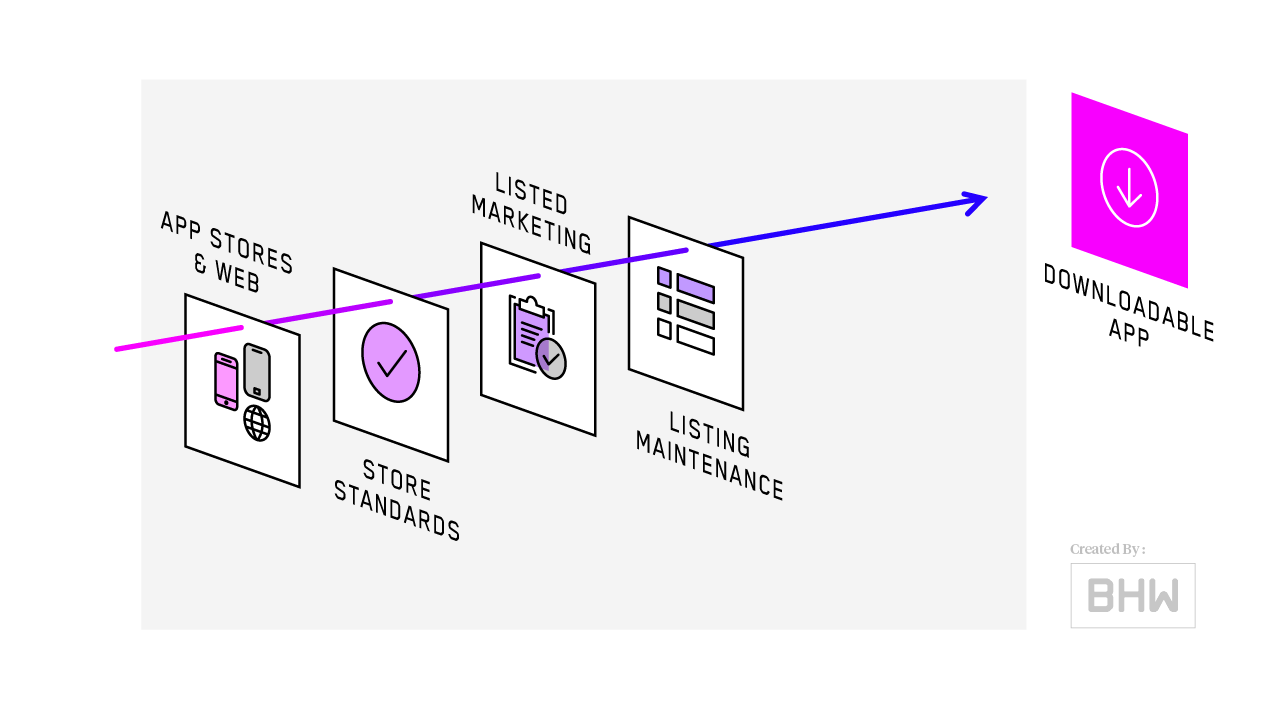 APP STORES
& WEB
STORE
STANDARDS
LISTED
MARKETING
LISTING
MAINTENANCE
DOWNLOADABLE
APP
Created By :
BHW